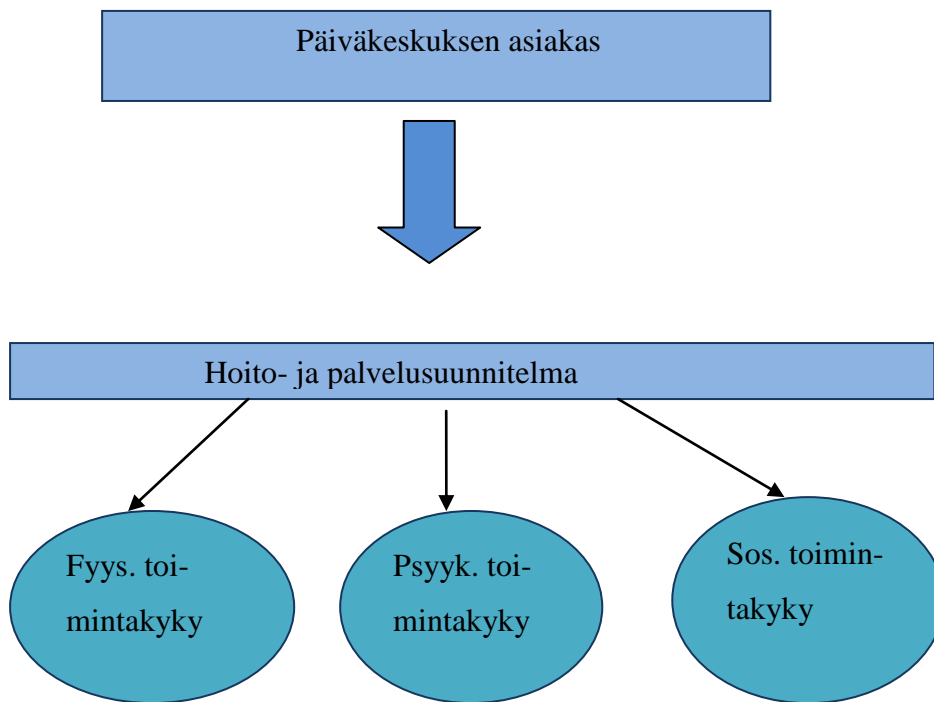 Päiväkeskuksen asiakas
Hoito- ja palvelusuunnitelma
Fyys. toi-
mintakyky
Psyyk. toi-
mintakyky
Sos. toimin-
takyky